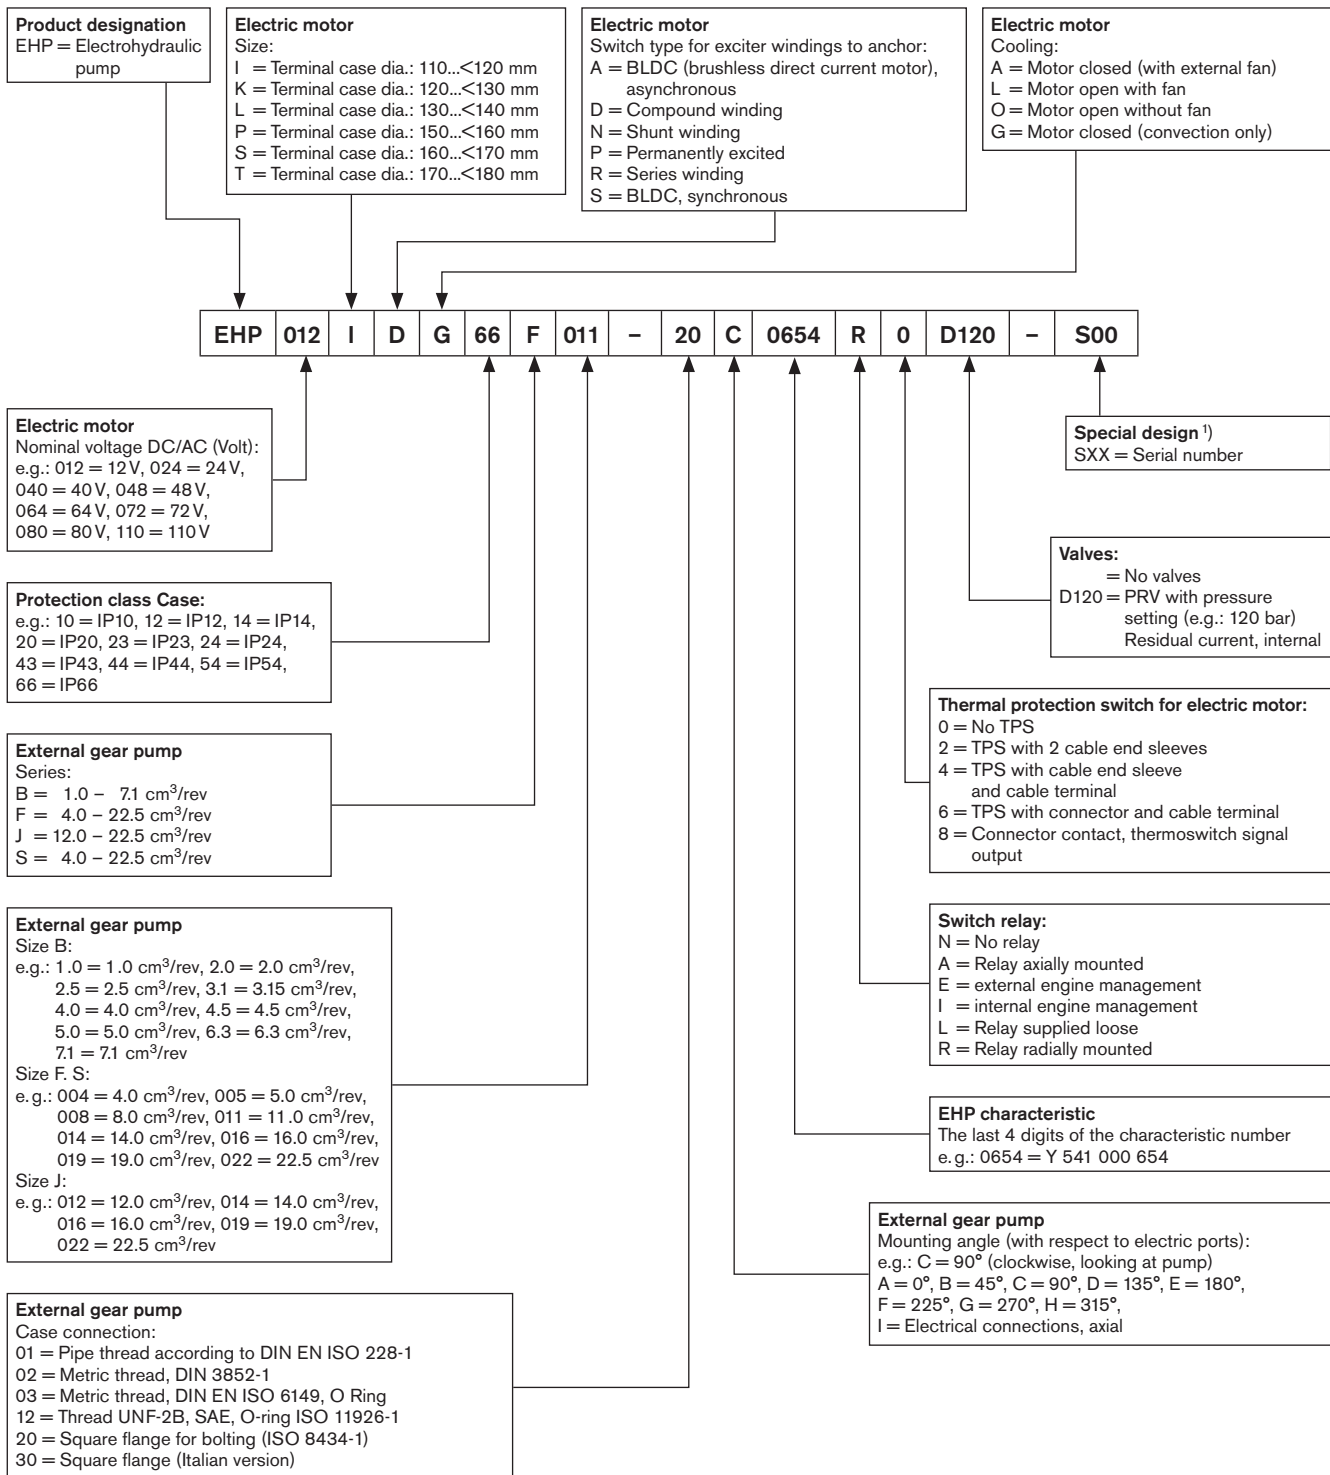 Product designation
EHP = Electrohydraulic
pump
Electric motor
Size:
I = Terminal case dia.: 110...<120 mm
K = Terminal case dia.: 120...<130 mm
L = Terminal case dia.: 130...<140 mm
P = Terminal case dia.: 150...<160 mm
S = Terminal case dia.: 160...<170 mm
T = Terminal case dia.: 170...<180 mm
Electric motor
Switch type for exciter windings to anchor:
A = BLDC (brushless direct current motor),
asynchronous
D = Compound winding
N = Shunt winding
P = Permanently excited
R = Series winding
S = BLDC, synchronous
Electric motor
Cooling:
A = Motor closed (with external fan)
L = Motor open with fan
O = Motor open without fan
G = Motor closed (convection only)
EHP 012 I D G 66 F 011 – 20 C 0654 R 0 D120 – S00
Electric motor
Nominal voltage DC/AC (Volt):
e.g.: 012 = 12 V, 024 = 24 V,
040 = 40 V, 048 = 48 V,
064 = 64 V, 072 = 72 V,
080 = 80 V, 110 = 110 V
Special design 1)
SXX = Serial number
Valves:
= No valves
D120 = PRV with pressure
setting (e.g.: 120 bar)
Residual current, internal
Protection class Case:
e.g.: 10 = IP10, 12 = IP12, 14 = IP14,
20 = IP20, 23 = IP23, 24 = IP24,
43 = IP43, 44 = IP44, 54 = IP54,
66 = IP66
Thermal protection switch for electric motor:
0 = No TPS
2 = TPS with 2 cable end sleeves
4 = TPS with cable end sleeve
and cable terminal
6 = TPS with connector and cable terminal
8 = Connector contact, thermoswitch signal
output
External gear pump
Series:
B = 1.0 – 7.1 cm³/rev
F = 4.0 – 22.5 cm³/rev
J = 12.0 – 22.5 cm³/rev
S = 4.0 – 22.5 cm³/rev
External gear pump
Size B:
e.g.: 1.0 = 1.0 cm³/rev, 2.0 = 2.0 cm³/rev,
2.5 = 2.5 cm³/rev, 3.1 = 3.15 cm³/rev,
4.0 = 4.0 cm³/rev, 4.5 = 4.5 cm³/rev,
5.0 = 5.0 cm³/rev, 6.3 = 6.3 cm³/rev,
7.1 = 7.1 cm³/rev
Size F. S:
e.g.: 004 = 4.0 cm³/rev, 005 = 5.0 cm³/rev,
008 = 8.0 cm³/rev, 011 = 11.0 cm³/rev,
014 = 14.0 cm³/rev, 016 = 16.0 cm³/rev,
019 = 19.0 cm³/rev, 022 = 22.5 cm³/rev
Size J:
e.g.: 012 = 12.0 cm³/rev, 014 = 14.0 cm³/rev,
016 = 16.0 cm³/rev, 019 = 19.0 cm³/rev,
022 = 22.5 cm³/rev
Switch relay:
N = No relay
A = Relay axially mounted
E = external engine management
I = internal engine management
L = Relay supplied loose
R = Relay radially mounted
EHP characteristic
The last 4 digits of the characteristic number
e.g.: 0654 = Y 541 000 654
External gear pump
Mounting angle (with respect to electric ports):
e.g.: C = 90° (clockwise, looking at pump)
A = 0°, B = 45°, C = 90°, D = 135°, E = 180°,
F = 225°, G = 270°, H = 315°,
I = Electrical connections, axial
External gear pump
Case connection:
01 = Pipe thread according to DIN EN ISO 228-1
02 = Metric thread, DIN 3852-1
03 = Metric thread, DIN EN ISO 6149, O Ring
12 = Thread UNF-2B, SAE, O-ring ISO 11926-1
20 = Square flange for bolting (ISO 8434-1)
30 = Square flange (Italian version)